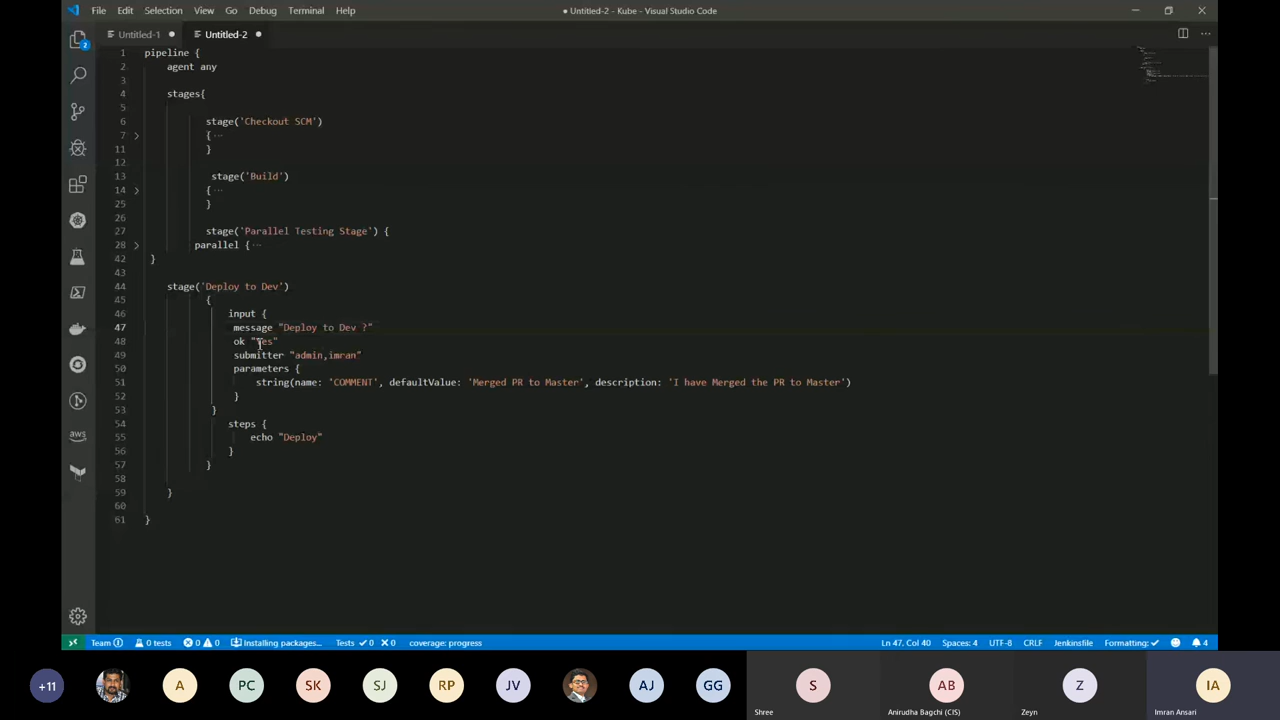 File Edit Selection View Go Debug Terminal Help
● Untitled-2 - Kube - Visual Studio Code
Untitled-1 ● Untitled-2 ●
2
1 pipeline {
2 agent any
3
4 stages{
5
6 stage('Checkout SCM')
7 { ...
11 }
12
13 stage('Build')
14 { ...
25 }
26
27 stage('Parallel Testing Stage') {
28 parallel { ...
42 }
43
44 stage('Deploy to Dev')
45 {
46 input {
47 message "Deploy to Dev ?"
48 ok "Yes"
49 submitter "admin,imran"
50 parameters {
51 string(name: 'COMMENT', defaultValue: 'Merged PR to Master', description: 'I have Merged the PR to Master')
52 }
53 }
54 steps {
55 echo "Deploy"
56 }
57 }
58
59 }
60
61 }
aws
Team 0 tests 0 0 Installing packages... Tests 0 0 coverage: progress Ln 47, Col 40 Spaces: 4 UTF-8 CRLF Jenkinsfile Formatting: 4
+11 A PC SK SJ RP JV AJ GG S AB Z IA
Shree Anirudha Bagchi (CIS) Zeyn Imran Ansari